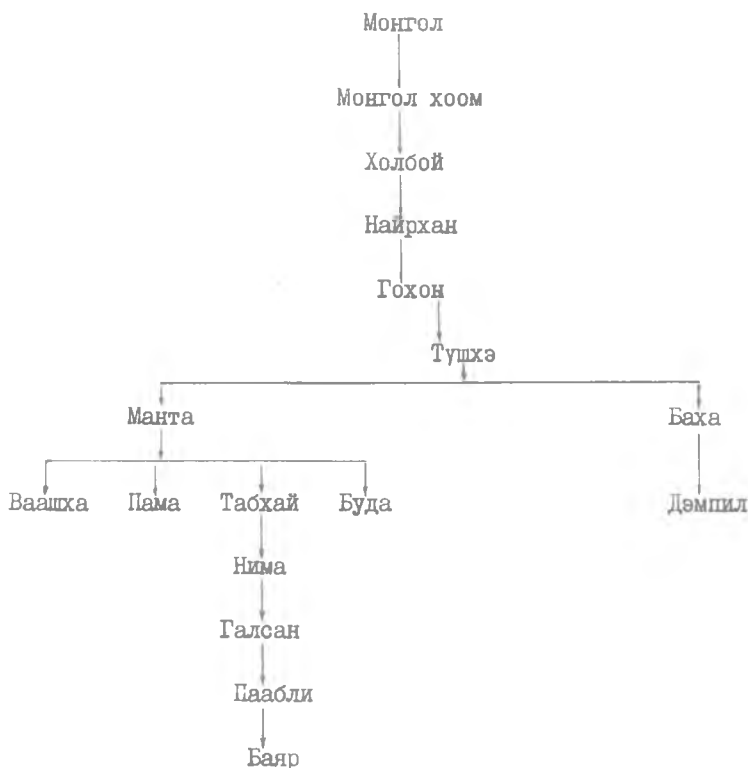 Монгол
Монгол хоом
Холбой
Найрхан
Гохон
Тушхэ
Манта Баха
Ваашха Пама Табхай Буда Дэмпил
Нима
Галсан
Паабли
Баяр